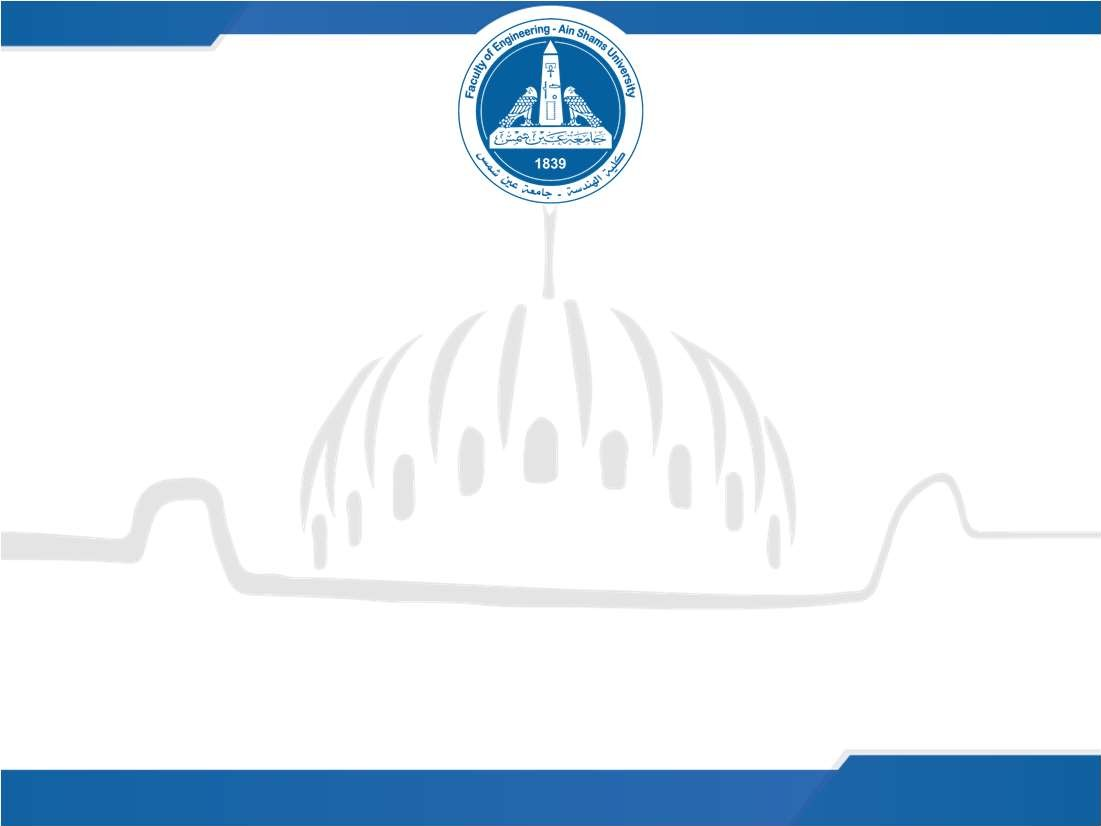 Faculty of Engineering - Ain Shams University
جامعة عين شمس
1839
كلية الهندسة - جامعة عين شمس